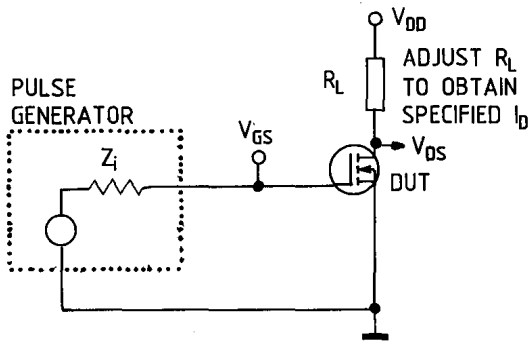 V_DD
R_L
ADJUST R_L
TO OBTAIN
SPECIFIED I_D
PULSE
GENERATOR
Z_i
V_GS
V_DS
DUT